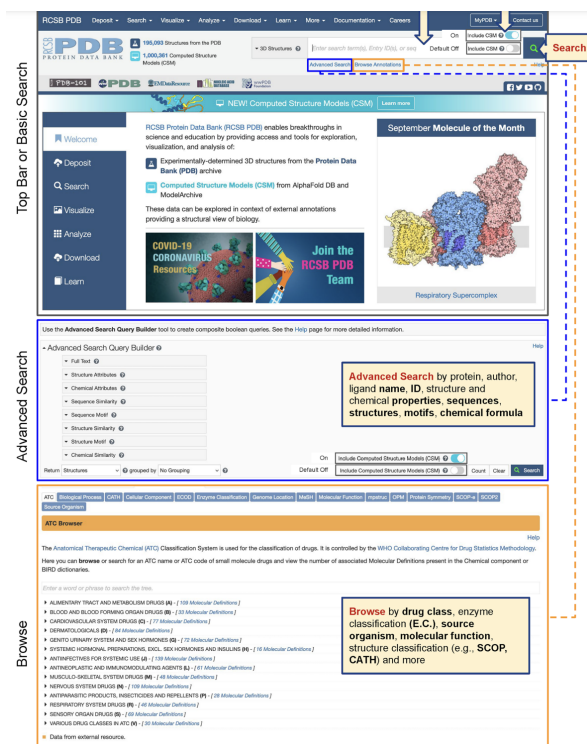 RCSB PDB Deposit Search Visualize Analyze Download Learn More Documentation Careers MyPDB Contact us
RCSB PDB
PROTEIN DATA BANK
195,093 Structures from the PDB
1,000,361 Computed Structure Models (CSM)
3D Structures
Enter search term(s), Entry ID(s), or seq
On Include CSM
Default Off Include CSM
Search
Advanced Search Browse Annotations
Help
PDB-101 PDB EMDataResource NUCLEIC ACID DATABASE wwPDB Foundation
NEW! Computed Structure Models (CSM) Learn more
Top Bar or Basic Search
Welcome
Deposit
Search
Visualize
Analyze
Download
Learn
RCSB Protein Data Bank (RCSB PDB) enables breakthroughs in
science and education by providing access and tools for exploration,
visualization, and analysis of:
Experimentally-determined 3D structures from the Protein Data
Bank (PDB) archive
Computed Structure Models (CSM) from AlphaFold DB and
ModelArchive
These data can be explored in context of external annotations
providing a structural view of biology.
COVID-19
CORONAVIRUS
Resources
Join the
RCSB PDB
Team
September Molecule of the Month
Respiratory Supercomplex
Advanced Search
Use the Advanced Search Query Builder tool to create composite boolean queries. See the Help page for more detailed information.
Advanced Search Query Builder
Help
Full Text
Structure Attributes
Chemical Attributes
Sequence Similarity
Sequence Motif
Structure Similarity
Structure Motif
Chemical Similarity
Advanced Search by protein, author,
ligand name, ID, structure and
chemical properties, sequences,
structures, motifs, chemical formula
On Include Computed Structure Models (CSM)
Return Structures grouped by No Grouping
Default Off Include Computed Structure Models (CSM) Count Clear Search
Browse
ATC Biological Process CATH Cellular Component ECOD Enzyme Classification Genome Location MeSH Molecular Function mpstruc OPM Protein Symmetry SCOP-e SCOP2
Source Organism
ATC Browser
Help
The Anatomical Therapeutic Chemical (ATC) Classification System is used for the classification of drugs. It is controlled by the WHO Collaborating Centre for Drug Statistics Methodology.
Here you can browse or search for an ATC name or ATC code of small molecule drugs and view the number of associated Molecular Definitions present in the Chemical component or
BIRD dictionaries.
Enter a word or phrase to search the tree.
ALIMENTARY TRACT AND METABOLISM DRUGS (A) - [ 109 Molecular Definitions ]
BLOOD AND BLOOD FORMING ORGAN DRUGS (B) - [ 33 Molecular Definitions ]
CARDIOVASCULAR SYSTEM DRUGS (C) - [ 77 Molecular Definitions ]
DERMATOLOGICALS (D) - [ 84 Molecular Definitions ]
GENITO URINARY SYSTEM AND SEX HORMONES (G) - [ 72 Molecular Definitions ]
SYSTEMIC HORMONAL PREPARATIONS, EXCL. SEX HORMONES AND INSULINS (H) - [ 16 Molecular Definitions ]
ANTIINFECTIVES FOR SYSTEMIC USE (J) - [ 139 Molecular Definitions ]
ANTINEOPLASTIC AND IMMUNOMODULATING AGENTS (L) - [ 61 Molecular Definitions ]
MUSCULO-SKELETAL SYSTEM DRUGS (M) - [ 48 Molecular Definitions ]
NERVOUS SYSTEM DRUGS (N) - [ 109 Molecular Definitions ]
ANTIPARASITIC PRODUCTS, INSECTICIDES AND REPELLENTS (P) - [ 28 Molecular Definitions ]
RESPIRATORY SYSTEM DRUGS (R) - [ 46 Molecular Definitions ]
SENSORY ORGAN DRUGS (S) - [ 69 Molecular Definitions ]
VARIOUS DRUG CLASSES IN ATC (V) - [ 30 Molecular Definitions ]
Data from external resource.
Browse by drug class, enzyme
classification (E.C.), source
organism, molecular function,
structure classification (e.g., SCOP,
CATH) and more